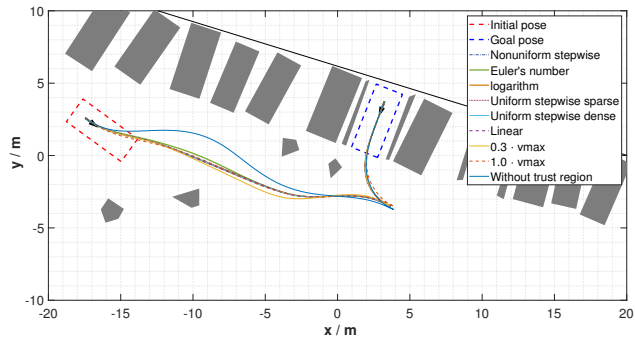 10
5
0
-5
-10
y / m
-20
-15
-10
-5
0
5
10
15
20
x / m
Initial pose
Goal pose
Nonuniform stepwise
Euler's number
logarithm
Uniform stepwise sparse
Uniform stepwise dense
Linear
0.3 · vmax
1.0 · vmax
Without trust region